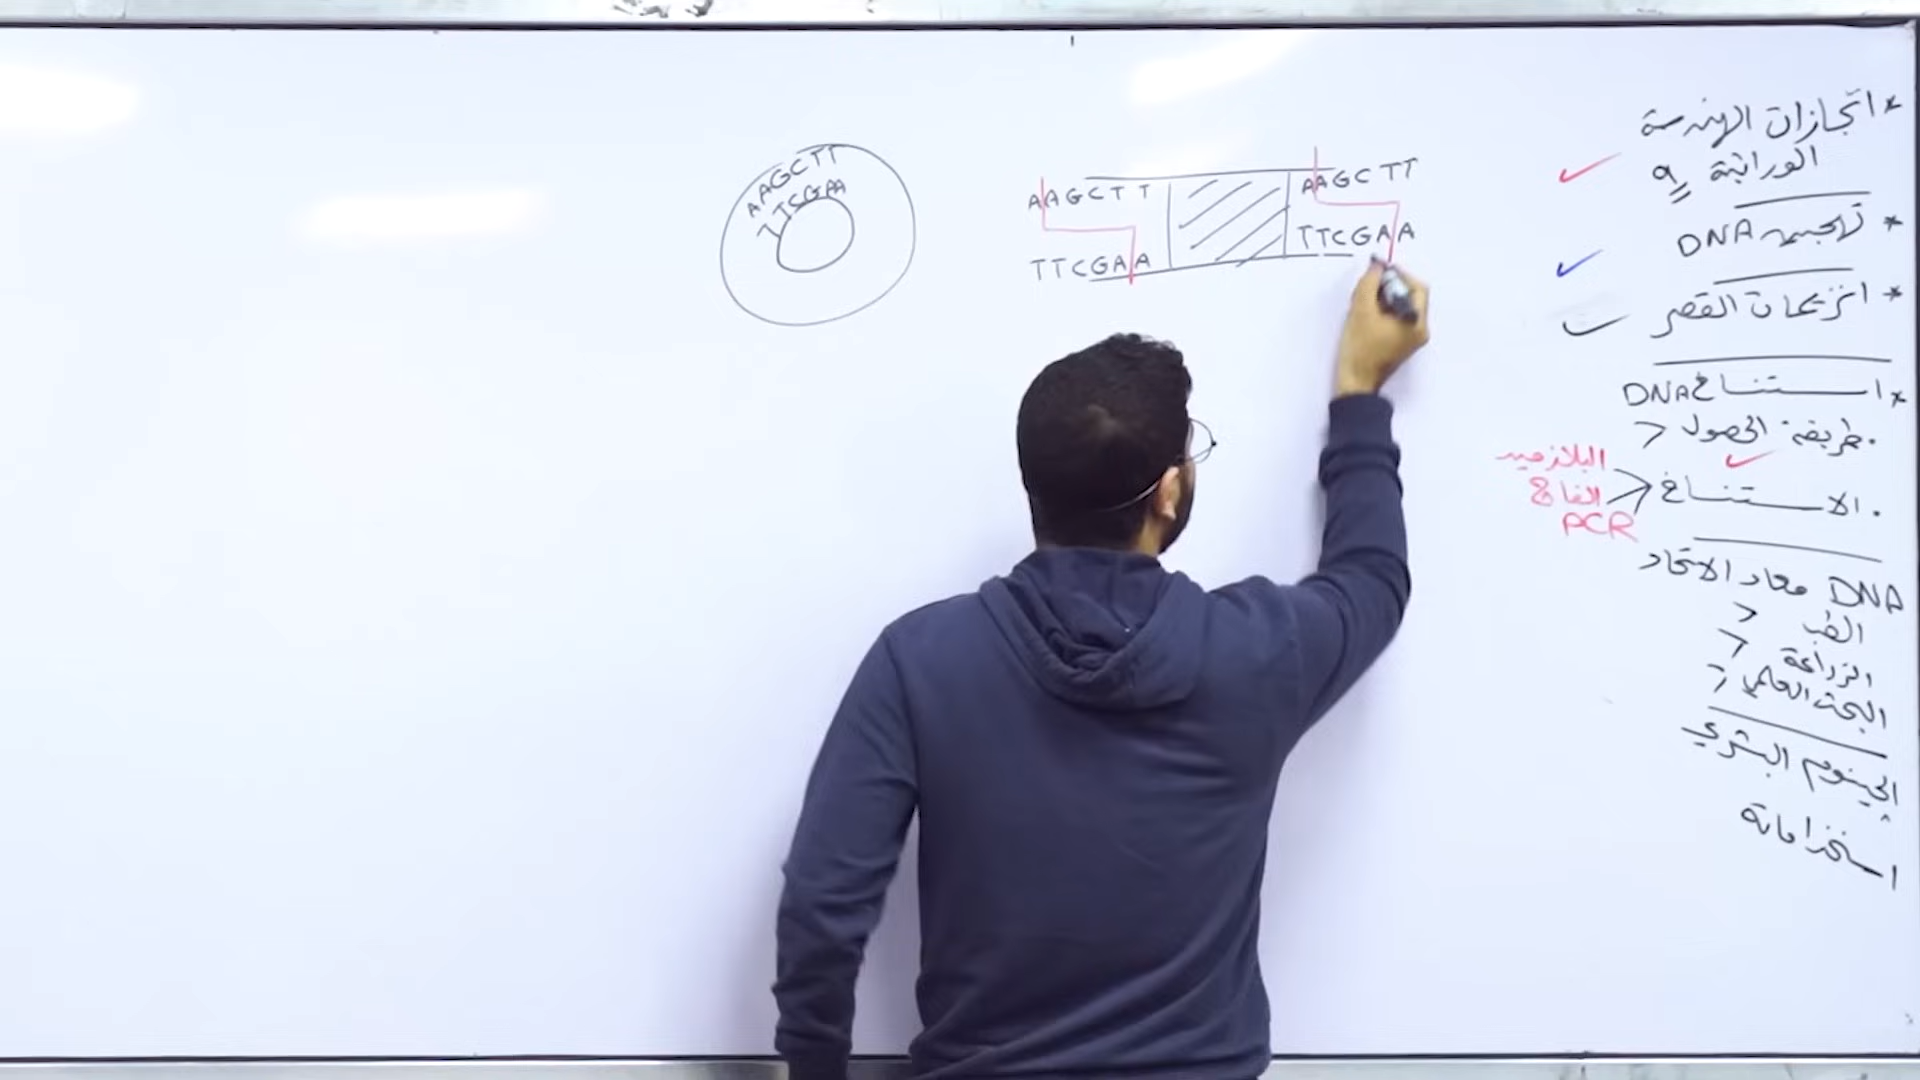 AAGCTT
TTCGAA
AAGCTT
TTCGAA
AAGCTT
TTCGAA
* انجازات الهندسة
الوراثية
* تهجين DNA
* انزيمات القصر
* استنساخ DNA
. طريقة الحصول <
. الاستنساخ
البلازميد
الفاج
PCR
DNA معاد الاتحاد
الطب <
الزراعة <
البحث العلمي <
الجينوم البشري
استخداماته